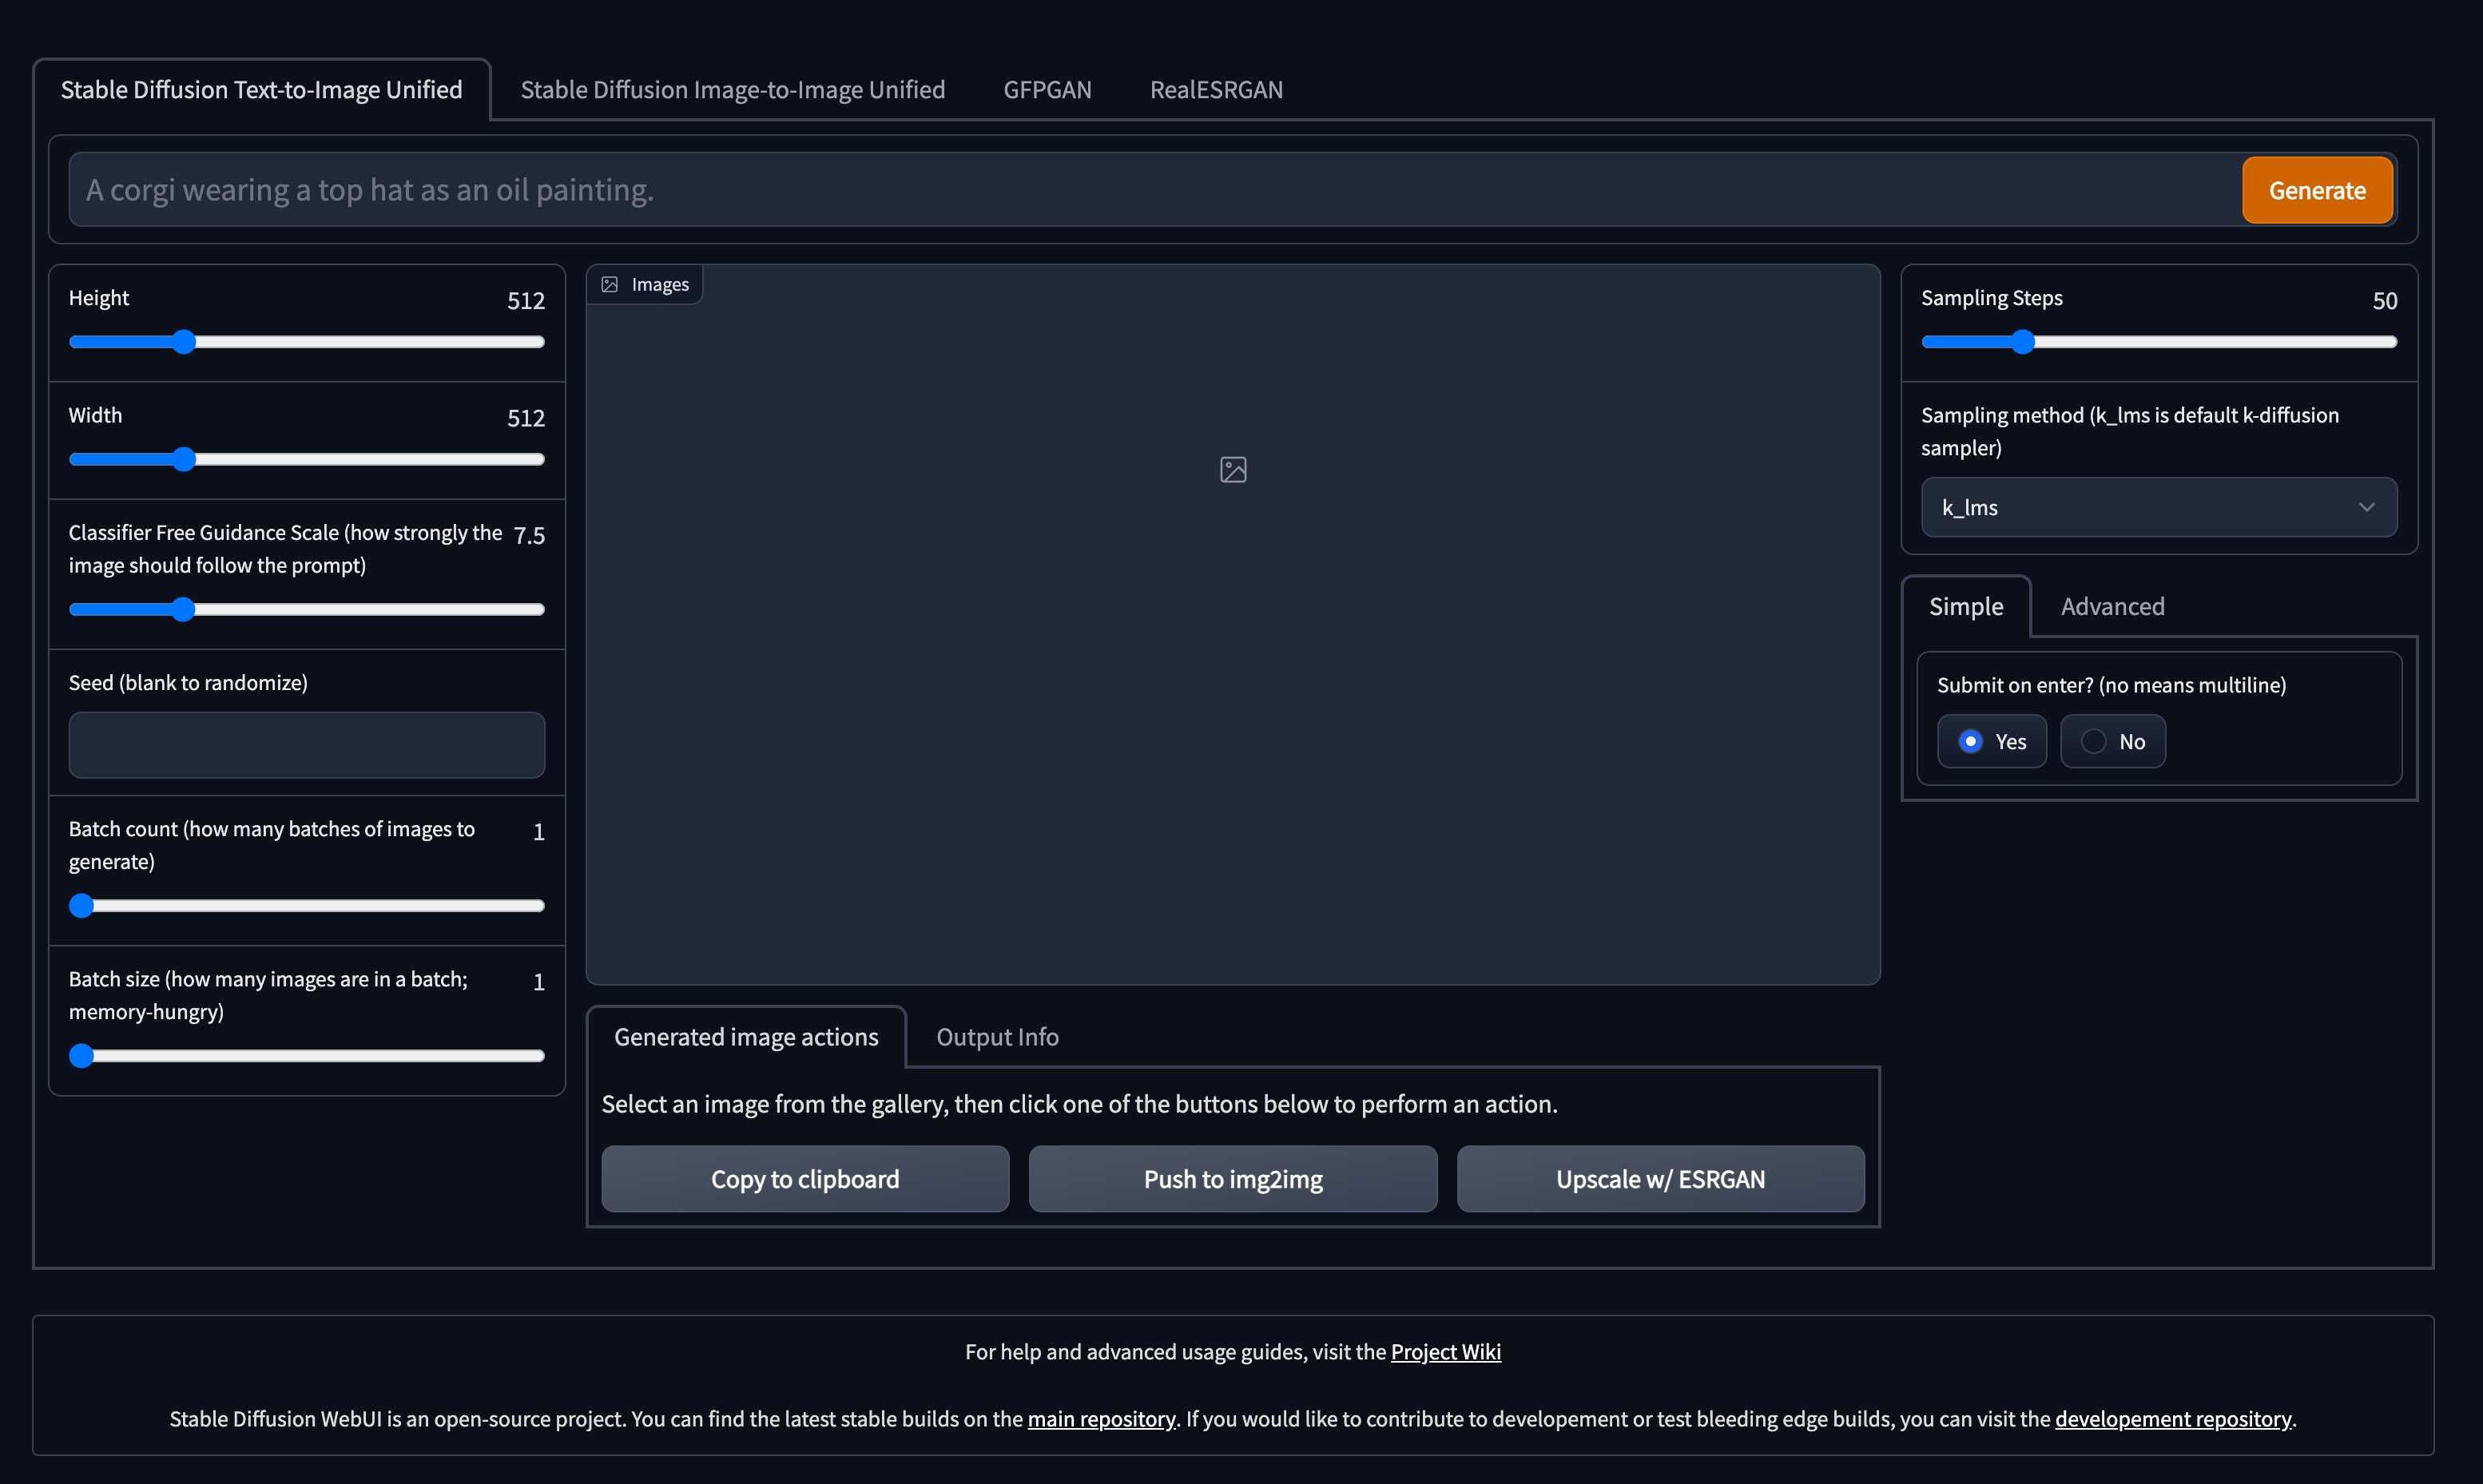 Stable Diffusion Text-to-Image Unified
Stable Diffusion Image-to-Image Unified
GFPGAN
RealESRGAN
A corgi wearing a top hat as an oil painting.
Generate
Height
512
Width
512
Classifier Free Guidance Scale (how strongly the
image should follow the prompt)
7.5
Seed (blank to randomize)
Batch count (how many batches of images to
generate)
1
Batch size (how many images are in a batch;
memory-hungry)
1
Images
Generated image actions
Output Info
Select an image from the gallery, then click one of the buttons below to perform an action.
Copy to clipboard
Push to img2img
Upscale w/ ESRGAN
Sampling Steps
50
Sampling method (k_lms is default k-diffusion
sampler)
k_lms
Simple
Advanced
Submit on enter? (no means multiline)
Yes
No
For help and advanced usage guides, visit the Project Wiki
Stable Diffusion WebUI is an open-source project. You can find the latest stable builds on the main repository. If you would like to contribute to developement or test bleeding edge builds, you can visit the developement repository.